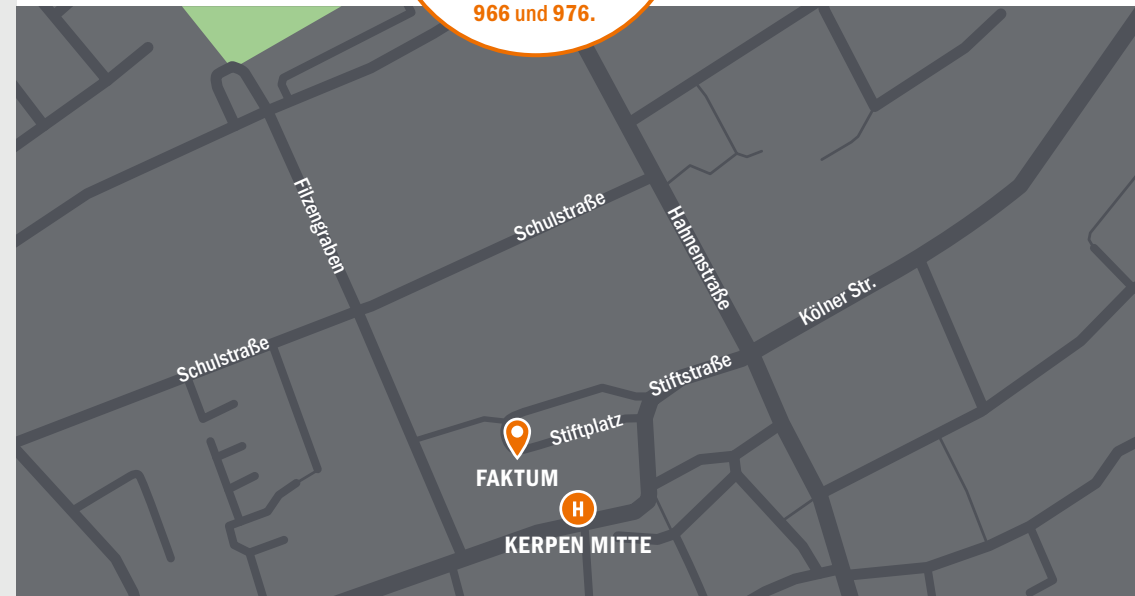 966 und 976.
Filzengraben
Schulstraße
Hahnenstraße
Kölner Str.
Schulstraße
Stiftstraße
Stiftplatz
FAKTUM
H
KERPEN MITTE